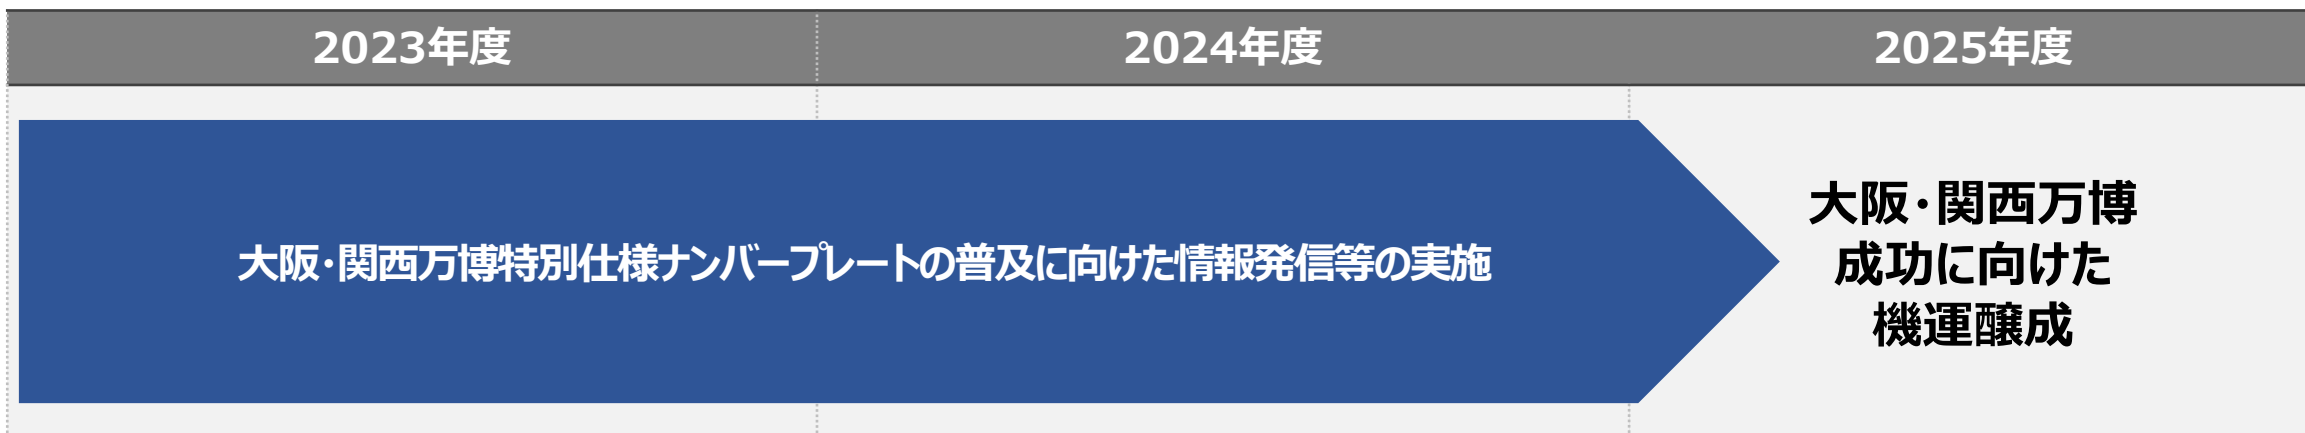 2023年度
2024年度
2025年度
大阪・関西万博特別仕様ナンバープレートの普及に向けた情報発信等の実施
大阪・関西万博
成功に向けた
機運醸成